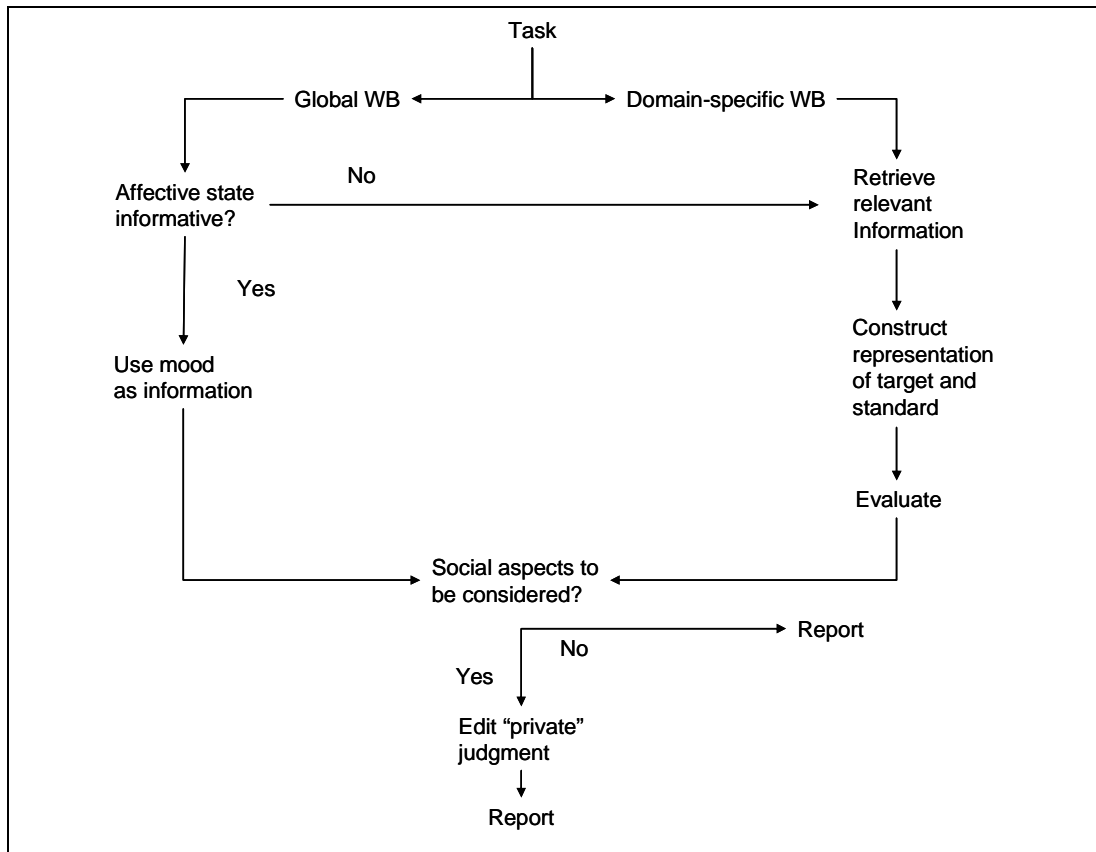 Task
Global WB
Domain-specific WB
No
Affective state
informative?
Retrieve
relevant
Information
Yes
Use mood
as information
Construct
representation
of target and
standard
Evaluate
Social aspects to
be considered?
Report
No
Yes
Edit “private”
judgment
Report